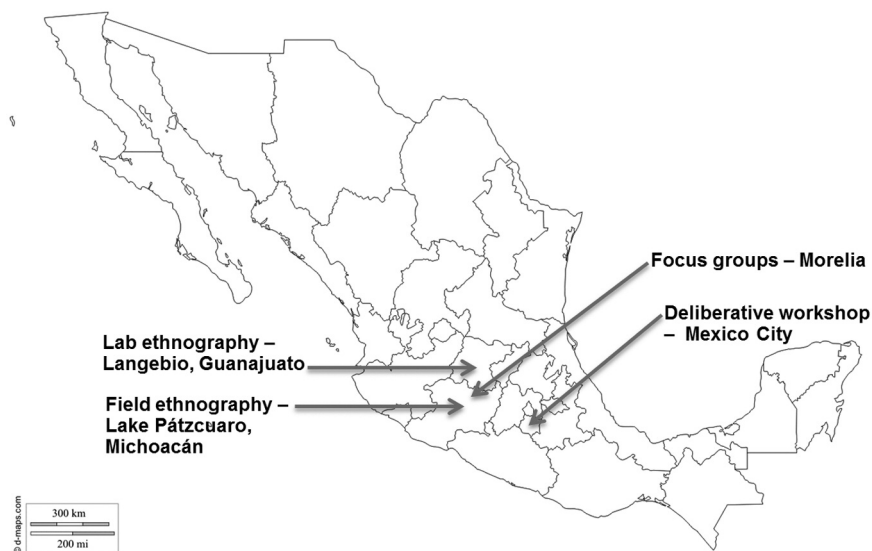 Focus groups – Morelia
Deliberative workshop
– Mexico City
Lab ethnography –
Langebio, Guanajuato
Field ethnography –
Lake Pátzcuaro,
Michoacán
© d-maps.com
300 km
200 mi